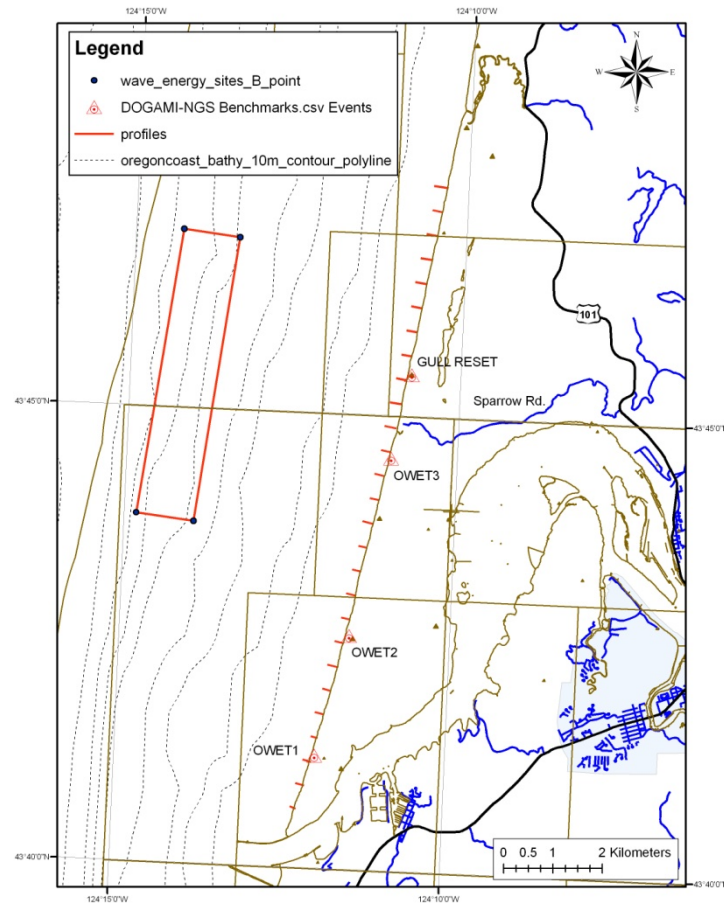 124°15'0"W 124°10'0"W
Legend
wave_energy_sites_B_point
DOGAMI-NGS Benchmarks.csv Events
profiles
oregoncoast_bathy_10m_contour_polyline
N
W E
S
101
GULL RESET
43°45'0"N
Sparrow Rd.
43°45'0"N
OWET3
OWET2
OWET1
0 0.5 1 2 Kilometers
43°40'0"N
43°40'0"N
124°15'0"W 124°10'0"W